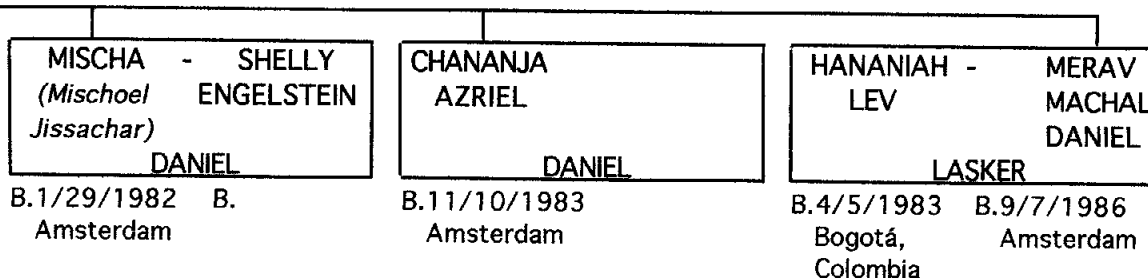 MISCHA - SHELLY
(Mischoel ENGELSTEIN
Jissachar)
DANIEL
B.1/29/1982 B.
Amsterdam
CHANANJA
AZRIEL
DANIEL
B.11/10/1983
Amsterdam
HANANIAH - MERAV
LEV MACHAL
DANIEL
LASKER
B.4/5/1983 B.9/7/1986
Bogotá, Amsterdam
Colombia